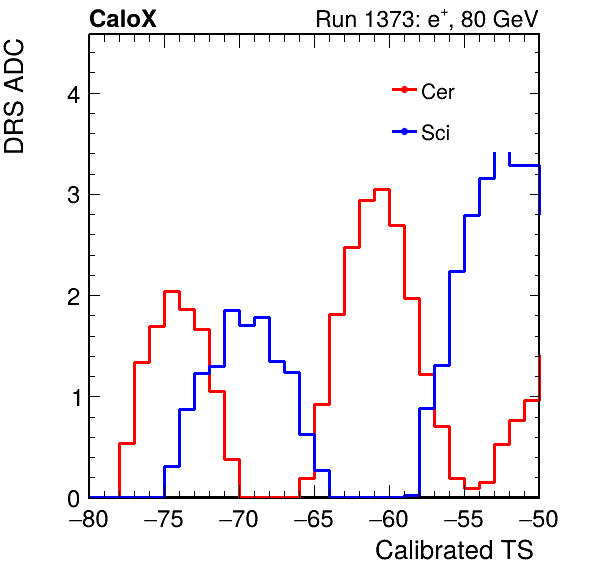 CaloX
Run 1373: e⁺, 80 GeV
DRS ADC
Cer
Sci
4
3
2
1
0
−80 −75 −70 −65 −60 −55 −50
Calibrated TS